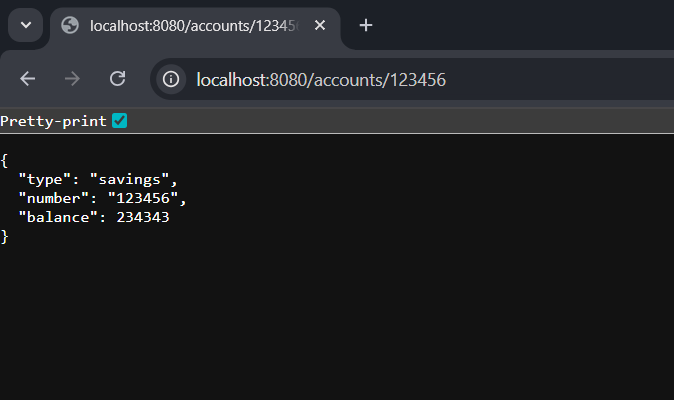 localhost:8080/accounts/12345
localhost:8080/accounts/123456
Pretty-print
{
  "type": "savings",
  "number": "123456",
  "balance": 234343
}